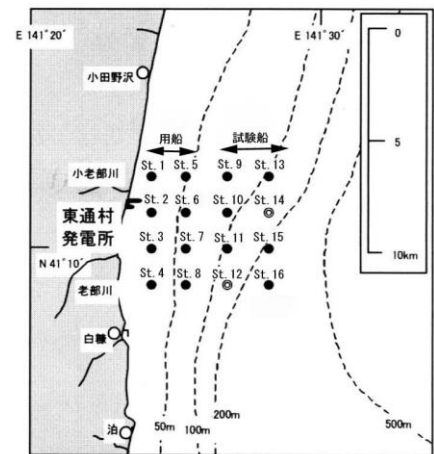 E 141°20'
E 141°30'
0
小田野沢
用船
試験船
5
St. 1 St. 5 St. 9 St. 13
小老部川
St. 2 St. 6 St. 10 St. 14
東通村
発電所
St. 3 St. 7 St. 11 St. 15
N 41°10'
10km
St. 4 St. 8 St. 12 St. 16
老部川
白糠
泊
50m
100m
200m
500m